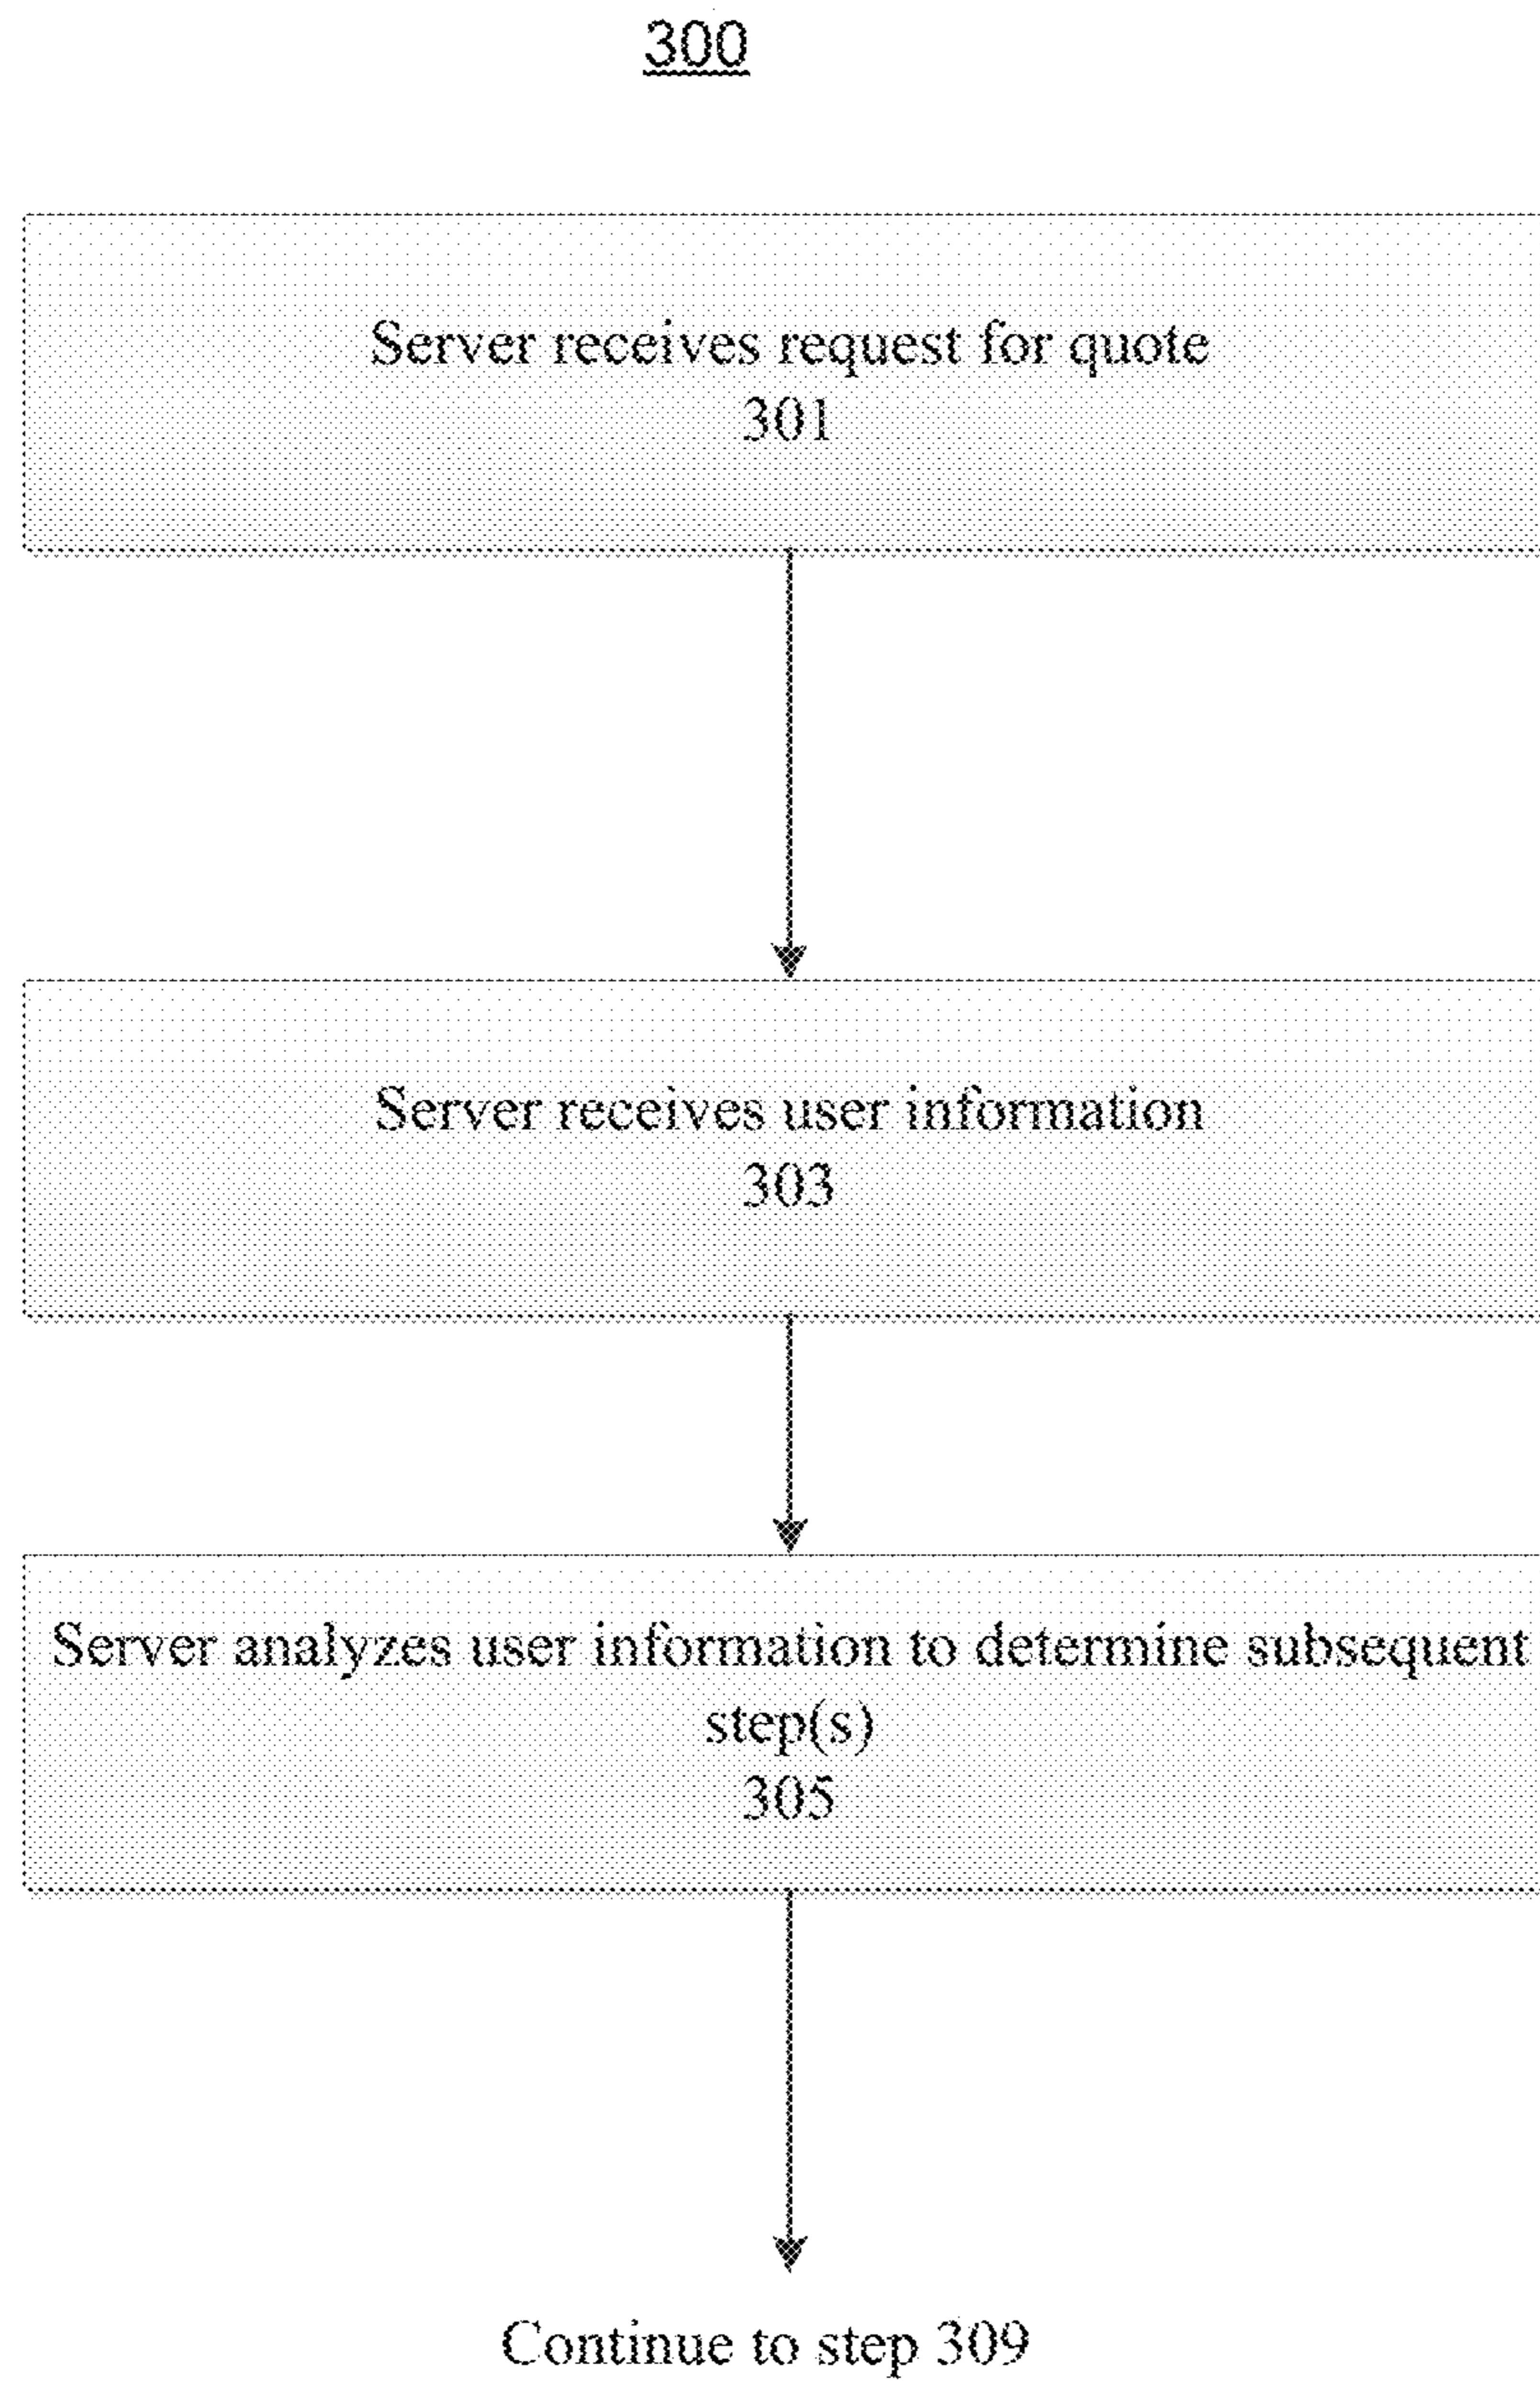 300
Server receives request for quote
301
Server receives user information
303
Server analyzes user information to determine subsequent
step(s)
305
Continue to step 309